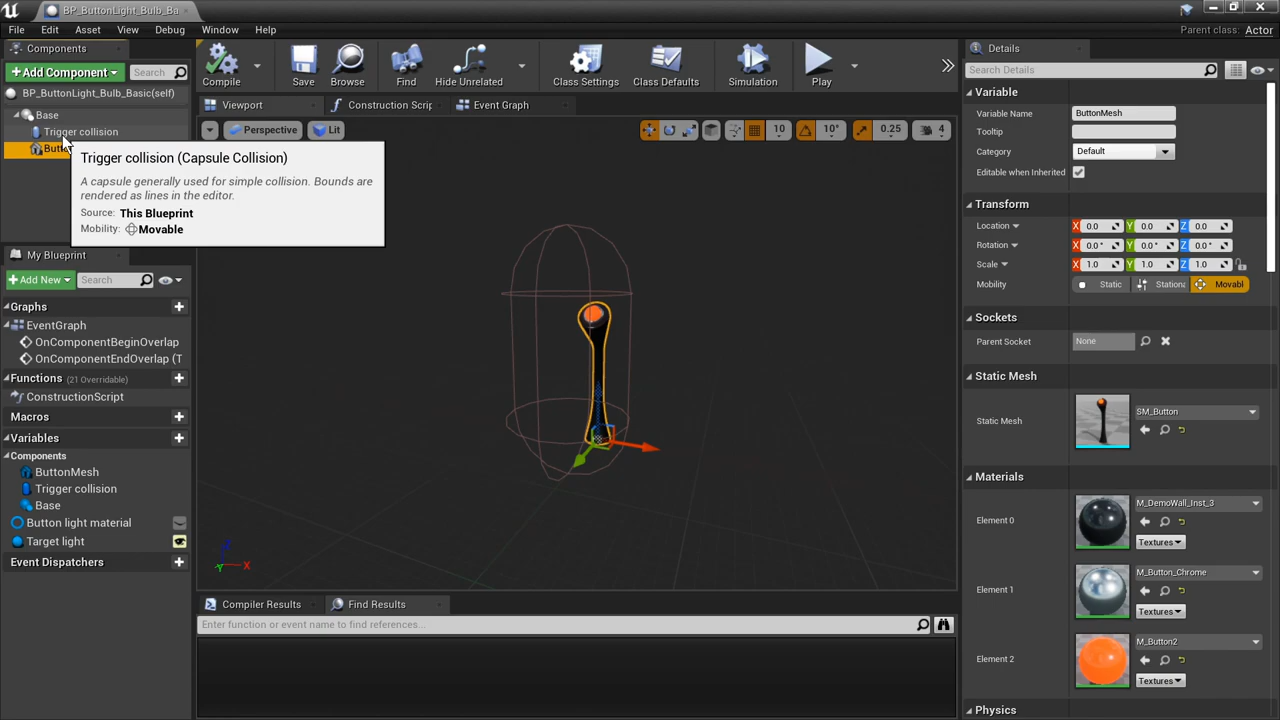 BP_ButtonLight_Bulb_Ba
File Edit Asset View Debug Window Help
Parent class: Actor
Components
Add Component
Search
BP_ButtonLight_Bulb_Basic(self)
Base
Trigger collision
Trigger collision (Capsule Collision)
A capsule generally used for simple collision. Bounds are
rendered as lines in the editor.
Source: This Blueprint
Mobility: Movable
My Blueprint
Add New
Search
Graphs
EventGraph
OnComponentBeginOverlap
OnComponentEndOverlap (T
Functions (21 Overridable)
ConstructionScript
Macros
Variables
Components
ButtonMesh
Trigger collision
Base
Button light material
Target light
Event Dispatchers
Compile Save Browse Find Hide Unrelated Class Settings Class Defaults Simulation Play
Viewport Construction Scrip Event Graph
Perspective Lit 10 10° 0.25 4
Z
X
Y
Compiler Results Find Results
Enter function or event name to find references...
Details
Search Details
Variable
Variable Name ButtonMesh
Tooltip
Category Default
Editable when Inherited
Transform
Location X 0.0 Y 0.0 Z 0.0
Rotation X 0.0° Y 0.0° Z 0.0°
Scale X 1.0 Y 1.0 Z 1.0
Mobility Static Stationa Movabl
Sockets
Parent Socket None
Static Mesh
Static Mesh SM_Button
Materials
Element 0 M_DemoWall_Inst_3
Textures
Element 1 M_Button_Chrome
Textures
Element 2 M_Button2
Textures
Physics